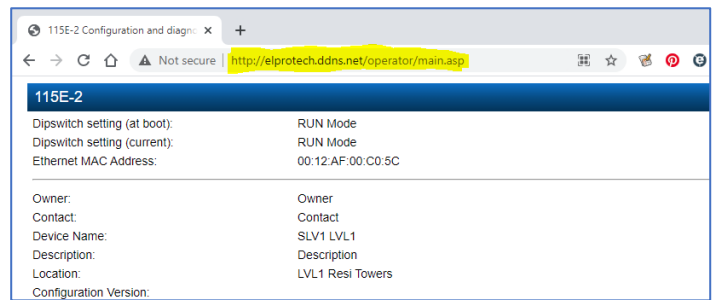 115E-2 Configuration and diagno
Not secure | http://elprotech.ddns.net/operator/main.asp
115E-2
Dipswitch setting (at boot): RUN Mode
Dipswitch setting (current): RUN Mode
Ethernet MAC Address: 00:12:AF:00:C0:5C
Owner: Owner
Contact: Contact
Device Name: SLV1 LVL1
Description: Description
Location: LVL1 Resi Towers
Configuration Version: